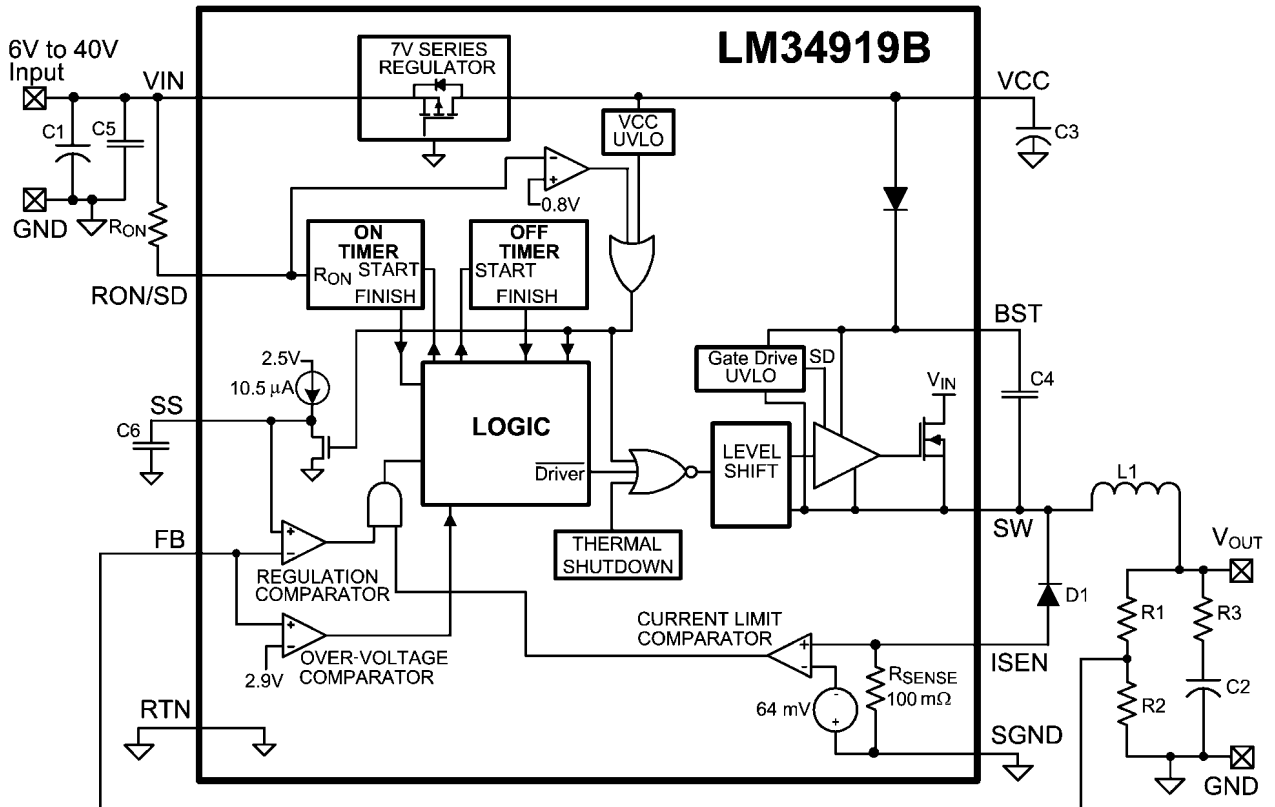 LM34919B
6V to 40V
Input
VIN
7V SERIES
REGULATOR
VCC
C1
C5
VCC
UVLO
C3
0.8V
GND
RON
ON
TIMER
RON
START
FINISH
OFF
TIMER
START
FINISH
RON/SD
BST
2.5V
10.5 μA
Gate Drive
UVLO
SD
VIN
C4
SS
C6
LOGIC
Driver
LEVEL
SHIFT
L1
SW
THERMAL
SHUTDOWN
FB
REGULATION
COMPARATOR
VOUT
D1
R1
R3
CURRENT LIMIT
COMPARATOR
2.9V
OVER-VOLTAGE
COMPARATOR
ISEN
RSENSE
100 mΩ
C2
R2
64 mV
RTN
SGND
GND